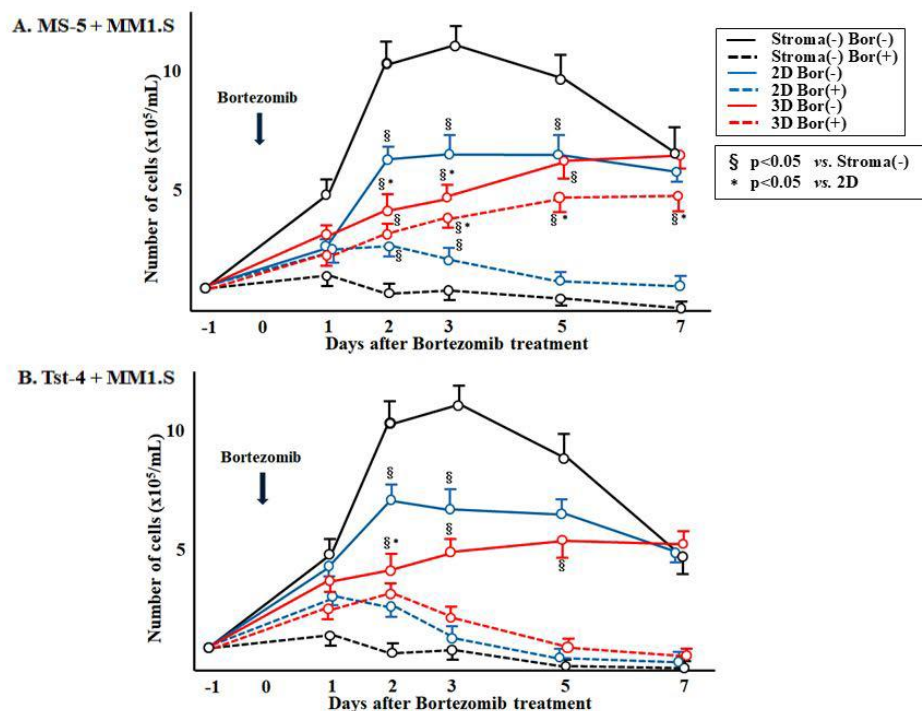 A. MS-5 + MM1.S
Stroma(-) Bor(-)
Stroma(-) Bor(+)
2D Bor(-)
2D Bor(+)
3D Bor(-)
3D Bor(+)
§ p<0.05 vs. Stroma(-)
* p<0.05 vs. 2D
Number of cells (x10⁵/mL)
10
5
Bortezomib
§ § §
§* §* §
§ §* §* §*
§ §
-1 0 1 2 3 5 7
Days after Bortezomib treatment
B. Tst-4 + MM1.S
Number of cells (x10⁵/mL)
10
5
Bortezomib
§ §
§* § §
-1 0 1 2 3 5 7
Days after Bortezomib treatment